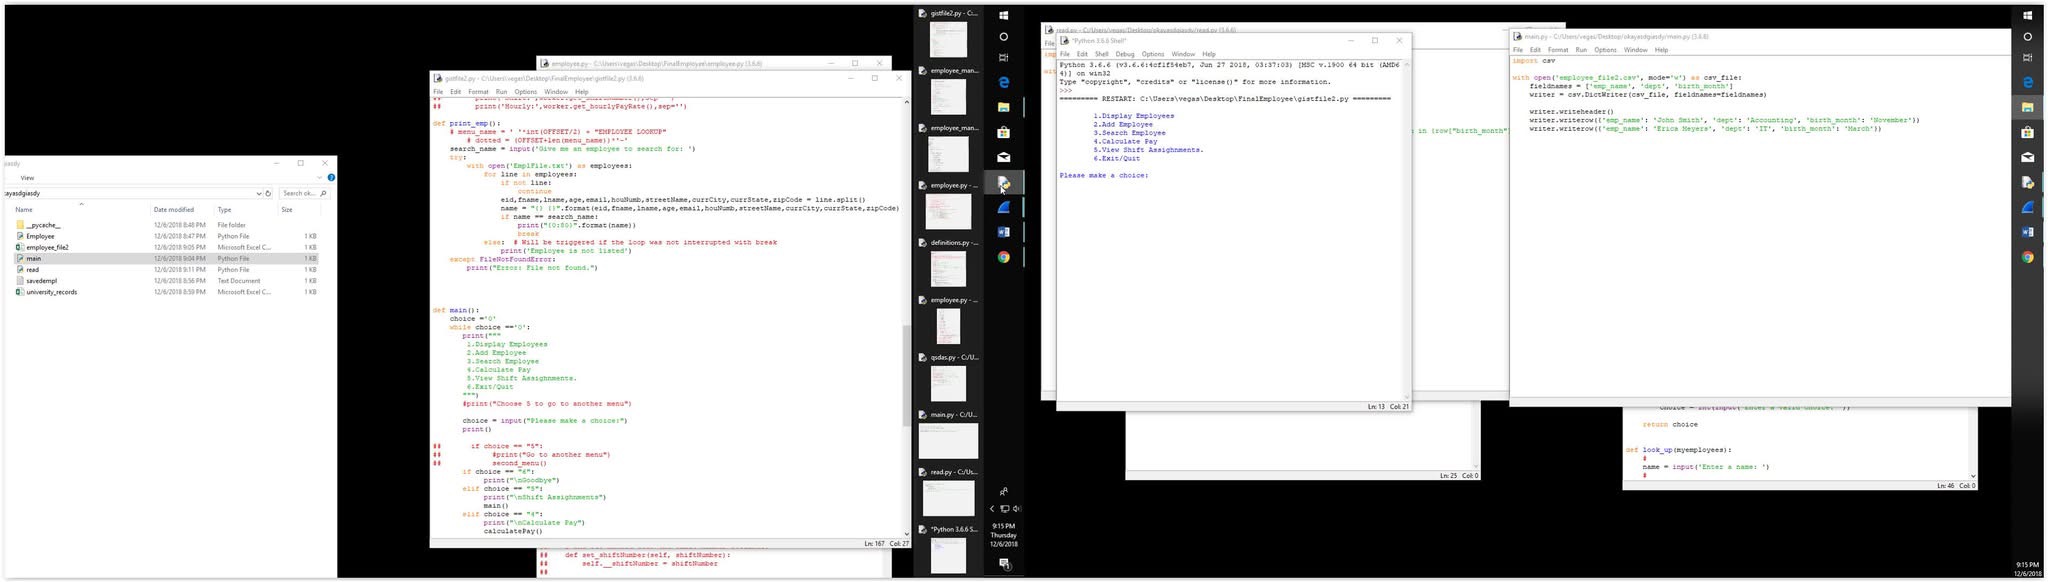 asdy
View
kayasdgiasdy
Search ok...
Name Date modified Type Size
__pycache__ 12/6/2018 8:48 PM File folder
Employee 12/6/2018 8:47 PM Python File 1 KB
employee_file2 12/6/2018 9:05 PM Microsoft Excel C... 1 KB
main 12/6/2018 9:04 PM Python File 1 KB
read 12/6/2018 9:11 PM Python File 1 KB
savedempl 12/6/2018 8:56 PM Text Document 1 KB
university_records 12/6/2018 8:59 PM Microsoft Excel C... 1 KB
employee.py - C:\Users\vegas\Desktop\FinalEmployee\employee.py (3.6.6)
gistfile2.py - C:\Users\vegas\Desktop\FinalEmployee\gistfile2.py (3.6.6)
File Edit Format Run Options Window Help
## print('Hourly:',worker.get_hourlyPayRate(),sep='')
def print_emp():
# menu_name = ' '*int(OFFSET/2) + "EMPLOYEE LOOKUP"
# dotted = (OFFSET+len(menu_name))*'-'
search_name = input('Give me an employee to search for: ')
try:
with open('EmplFile.txt') as employees:
for line in employees:
if not line:
continue
eid,fname,lname,age,email,houNumb,streetName,currCity,currState,zipCode = line.split()
name = "{} {}".format(eid,fname,lname,age,email,houNumb,streetName,currCity,currState,zipCode)
if name == search_name:
print("{0:80}".format(name))
break
else: # Will be triggered if the loop was not interrupted with break
print('Employee is not listed')
except FileNotFoundError:
print("Error: File not found.")
def main():
choice ='0'
while choice =='0':
print("""
1.Display Employees
2.Add Employee
3.Search Employee
4.Calculate Pay
5.View Shift Assignments.
6.Exit/Quit
""")
#print("Choose 5 to go to another menu")
choice = input("Please make a choice:")
print()
## if choice == "5":
## #print("Go to another menu")
## second_menu()
if choice == "6":
print("\nGoodbye")
elif choice == "5":
print("\nShift Assignments")
main()
elif choice == "4":
print("\nCalculate Pay")
calculatePay()
Ln: 167 Col: 27
## def set_shiftNumber(self, shiftNumber):
## self.__shiftNumber = shiftNumber
##
gistfile2.py - C:...
employee_man...
employee_man...
employee.py - ...
definitions.py -...
employee.py - ...
qsdas.py - C:/U...
main.py - C:/U...
read.py - C:/Us...
*Python 3.6.6 S...
9:15 PM
Thursday
12/6/2018
read.py - C:/Users/vegas/Desktop/okayasdgiasdy/read.py (3.6.6)
File
*Python 3.6.6 Shell*
File Edit Shell Debug Options Window Help
Python 3.6.6 (v3.6.6:4cf1f54eb7, Jun 27 2018, 03:37:03) [MSC v.1900 64 bit (AMD6
4)] on win32
Type "copyright", "credits" or "license()" for more information.
>>>
========= RESTART: C:\Users\vegas\Desktop\FinalEmployee\gistfile2.py =========
1.Display Employees
2.Add Employee
3.Search Employee
4.Calculate Pay
5.View Shift Assignments.
6.Exit/Quit
Please make a choice:
Ln: 13 Col: 21
in {row["birth_month"]
Ln: 25 Col: 0
main.py - C:/Users/vegas/Desktop/okayasdgiasdy/main.py (3.6.6)
File Edit Format Run Options Window Help
import csv
with open('employee_file2.csv', mode='w') as csv_file:
fieldnames = ['emp_name', 'dept', 'birth_month']
writer = csv.DictWriter(csv_file, fieldnames=fieldnames)
writer.writeheader()
writer.writerow({'emp_name': 'John Smith', 'dept': 'Accounting', 'birth_month': 'November'})
writer.writerow({'emp_name': 'Erica Meyers', 'dept': 'IT', 'birth_month': 'March'})
choice = int(input('Enter a valid choice: '))
return choice
def look_up(myemployees):
#
name = input('Enter a name: ')
#
Ln: 46 Col: 0
9:15 PM
12/6/2018